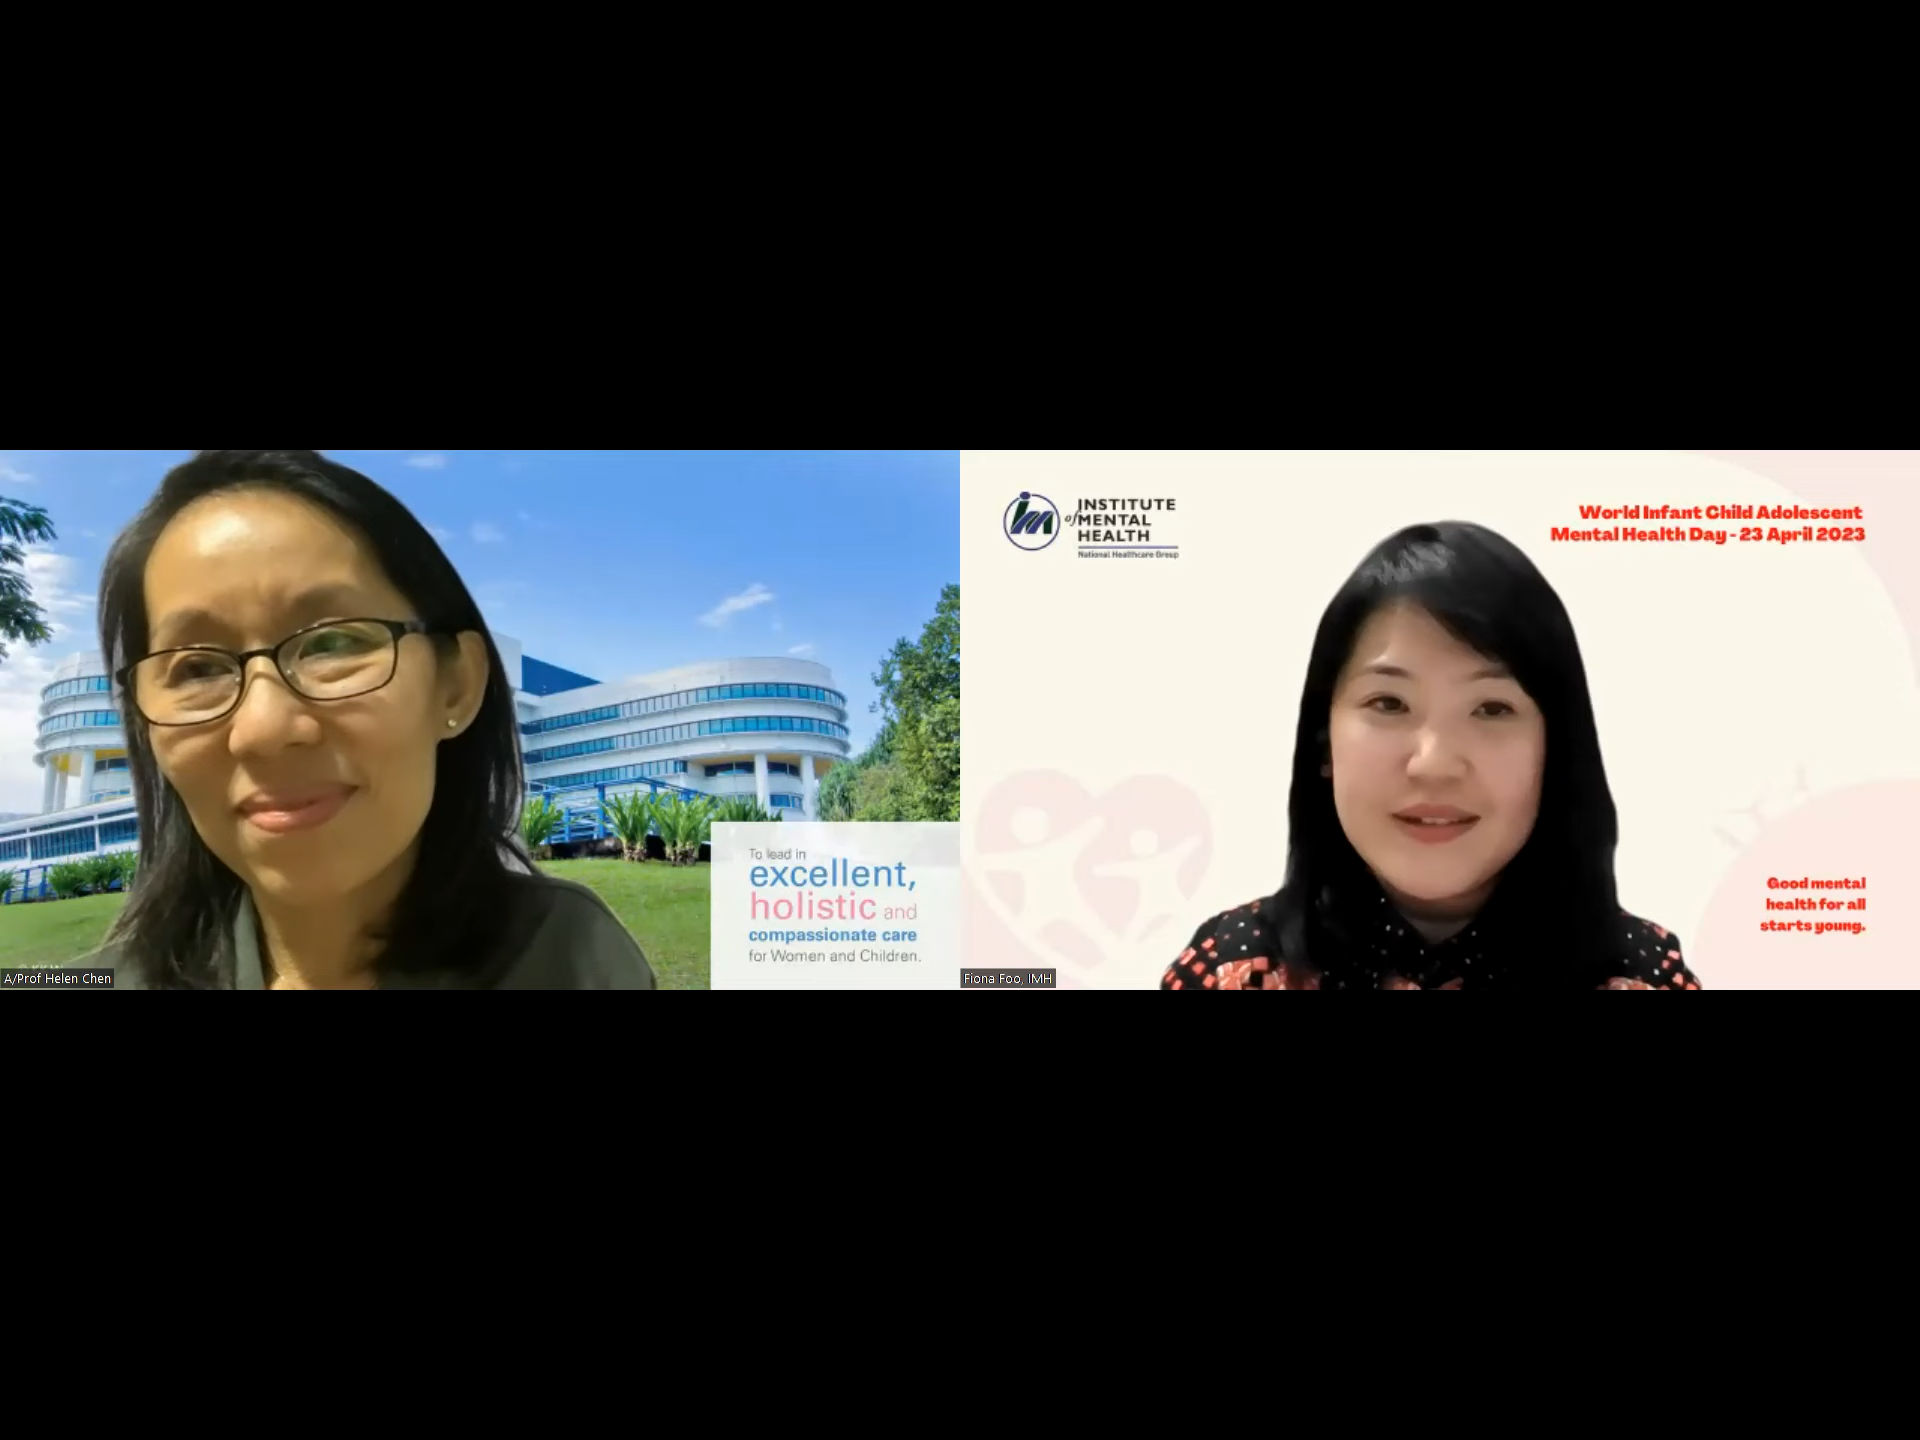 To lead in
excellent,
holistic and
compassionate care
for Women and Children.
A/Prof Helen Chen
INSTITUTE
of MENTAL
HEALTH
National Healthcare Group
World Infant Child Adolescent
Mental Health Day - 23 April 2023
Good mental
health for all
starts young.
Fiona Foo, IMH